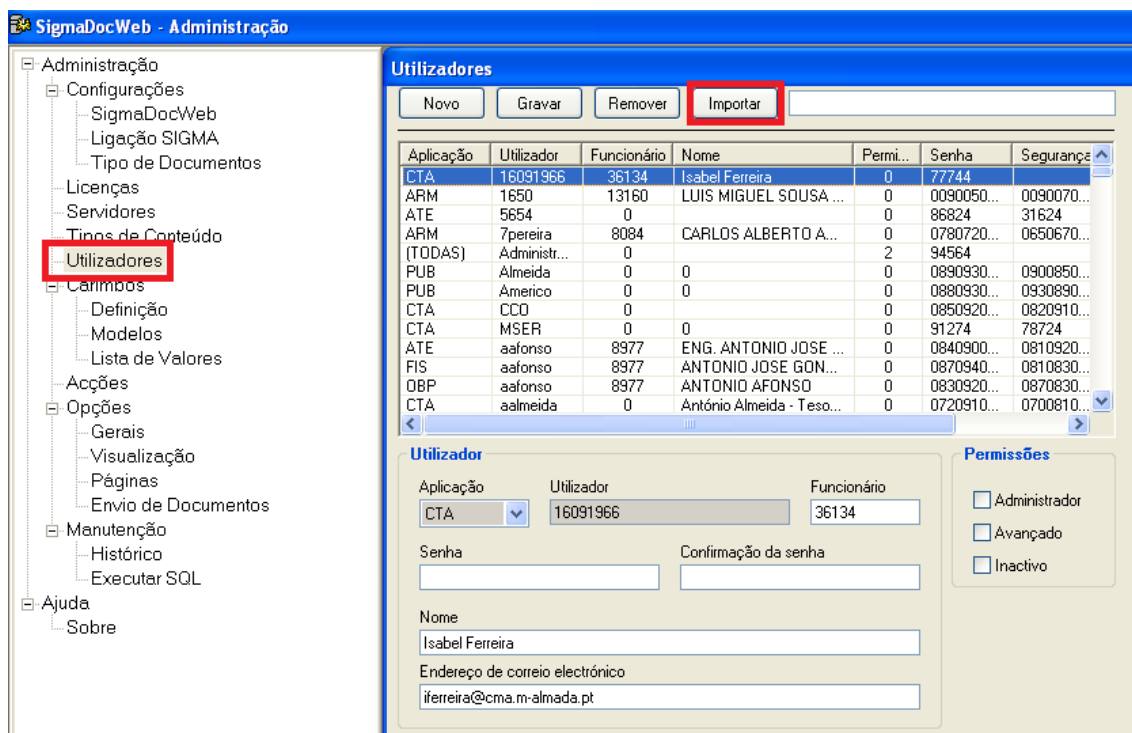 SigmaDocWeb - Administração
Administração
Configurações
SigmaDocWeb
Ligação SIGMA
Tipo de Documentos
Licenças
Servidores
Tipos de Conteúdo
Utilizadores
Carimbos
Definição
Modelos
Lista de Valores
Acções
Opções
Gerais
Visualização
Páginas
Envio de Documentos
Manutenção
Histórico
Executar SQL
Ajuda
Sobre
Utilizadores
Novo Gravar Remover Importar
Aplicação Utilizador Funcionário Nome Permi... Senha Segurança
CTA 16091966 36134 Isabel Ferreira 0 77744
ARM 1650 13160 LUIS MIGUEL SOUSA ... 0 0090050... 0090070...
ATE 5654 0 0 86824 31624
ARM 7pereira 8084 CARLOS ALBERTO A... 0 0780720... 0650670...
(TODAS) Administr... 0 2 94564
PUB Almeida 0 0 0 0890930... 0900850...
PUB Americo 0 0 0 0880930... 0930890...
CTA CCO 0 0 0850920... 0820910...
CTA MSER 0 0 0 91274 78724
ATE aafonso 8977 ENG. ANTONIO JOSE ... 0 0840900... 0810920...
FIS aafonso 8977 ANTONIO JOSE GON... 0 0870940... 0810830...
OBP aafonso 8977 ANTONIO AFONSO 0 0830920... 0870830...
CTA aalmeida 0 António Almeida - Teso... 0 0720910... 0700810...
Utilizador
Aplicação Utilizador Funcionário
CTA 16091966 36134
Senha Confirmação da senha
Nome
Isabel Ferreira
Endereço de correio electrónico
iferreira@cma.m-almada.pt
Permissões
Administrador
Avançado
Inactivo